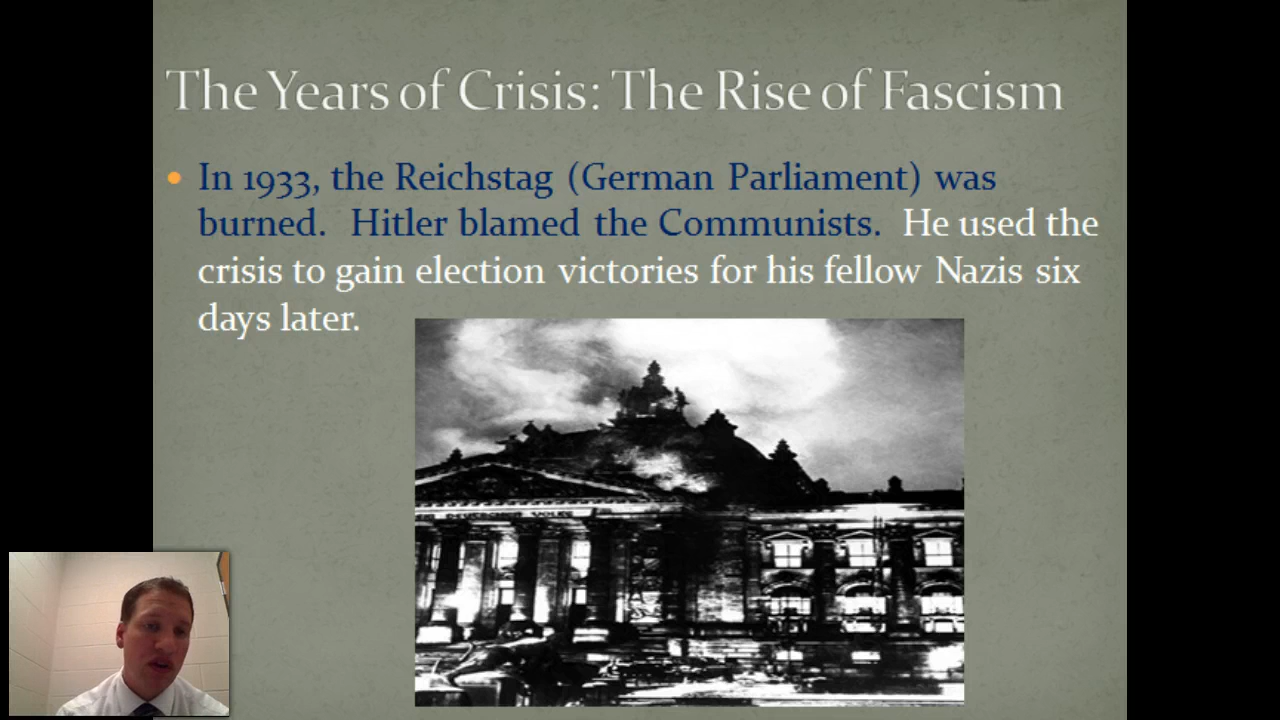 The Years of Crisis: The Rise of Fascism
• In 1933, the Reichstag (German Parliament) was
burned. Hitler blamed the Communists. He used the
crisis to gain election victories for his fellow Nazis six
days later.